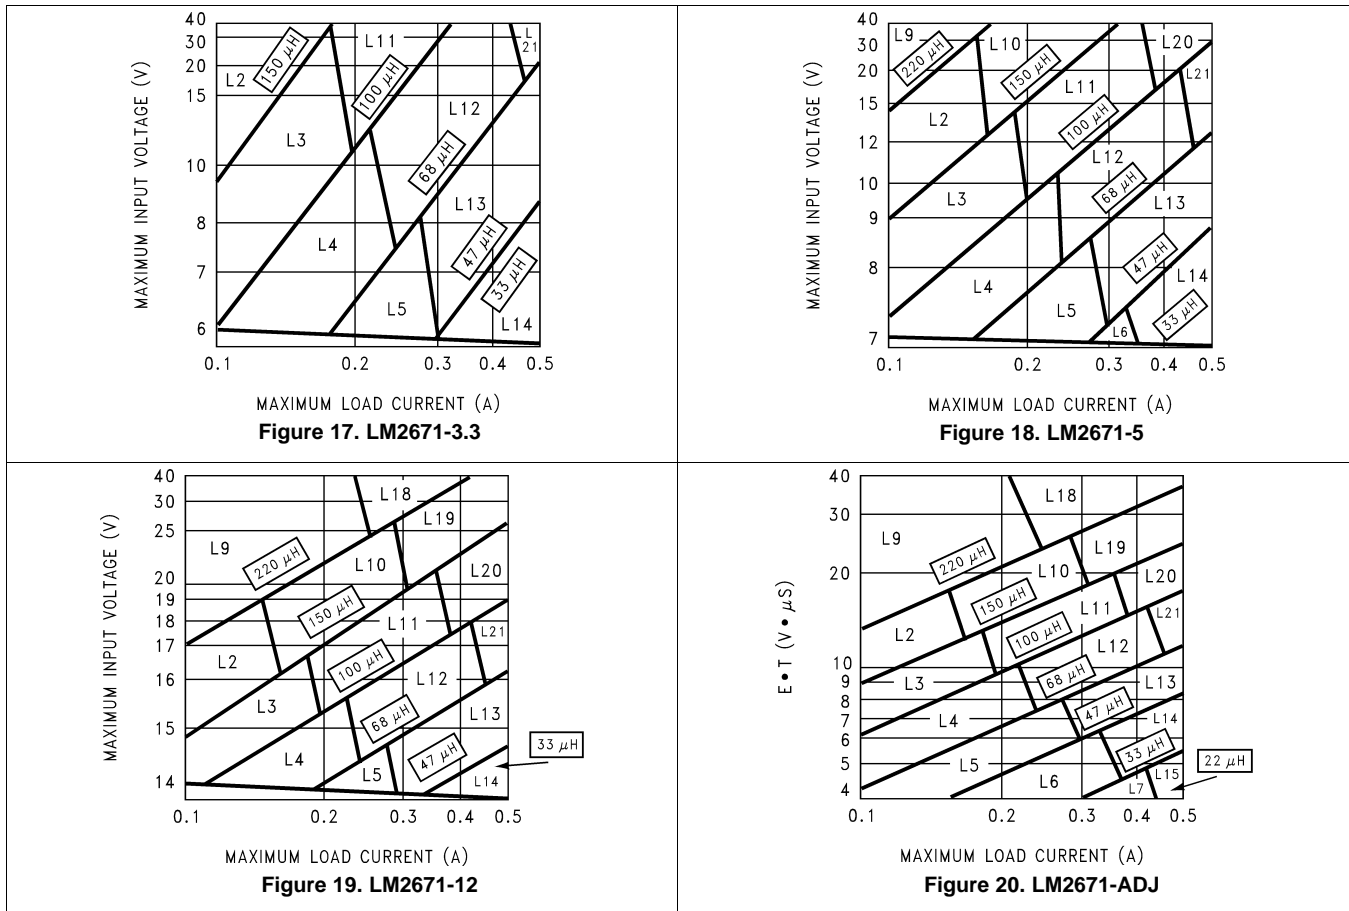 MAXIMUM INPUT VOLTAGE (V)
40
30
20
15
10
8
7
6
L2
150 μH
L11
100 μH
L
21
L12
L3
68 μH
L13
L4
47 μH
33 μH
L5
L14
0.1
0.2
0.3
0.4
0.5
MAXIMUM LOAD CURRENT (A)
Figure 17. LM2671-3.3
MAXIMUM INPUT VOLTAGE (V)
40
30
20
15
12
10
9
8
7
L9
220 μH
L10
150 μH
L20
L21
L11
L2
100 μH
L12
68 μH
L3
L13
47 μH
L14
L4
L5
L6
33 μH
0.1
0.2
0.3
0.4
0.5
MAXIMUM LOAD CURRENT (A)
Figure 18. LM2671-5
MAXIMUM INPUT VOLTAGE (V)
40
30
25
20
19
18
17
16
15
14
L18
L19
L9
220 μH
L10
L20
150 μH
L11
L21
L2
100 μH
L12
L3
68 μH
L13
L4
L5
47 μH
L14
33 μH
0.1
0.2
0.3
0.4
0.5
MAXIMUM LOAD CURRENT (A)
Figure 19. LM2671-12
E•T (V•μS)
40
30
20
10
9
8
7
6
5
4
L18
L9
L19
220 μH
L10
L20
150 μH
L11
L21
L2
100 μH
L12
L3
68 μH
L13
L4
47 μH
L14
L5
33 μH
L6
L7
L15
22 μH
0.1
0.2
0.3
0.4
0.5
MAXIMUM LOAD CURRENT (A)
Figure 20. LM2671-ADJ